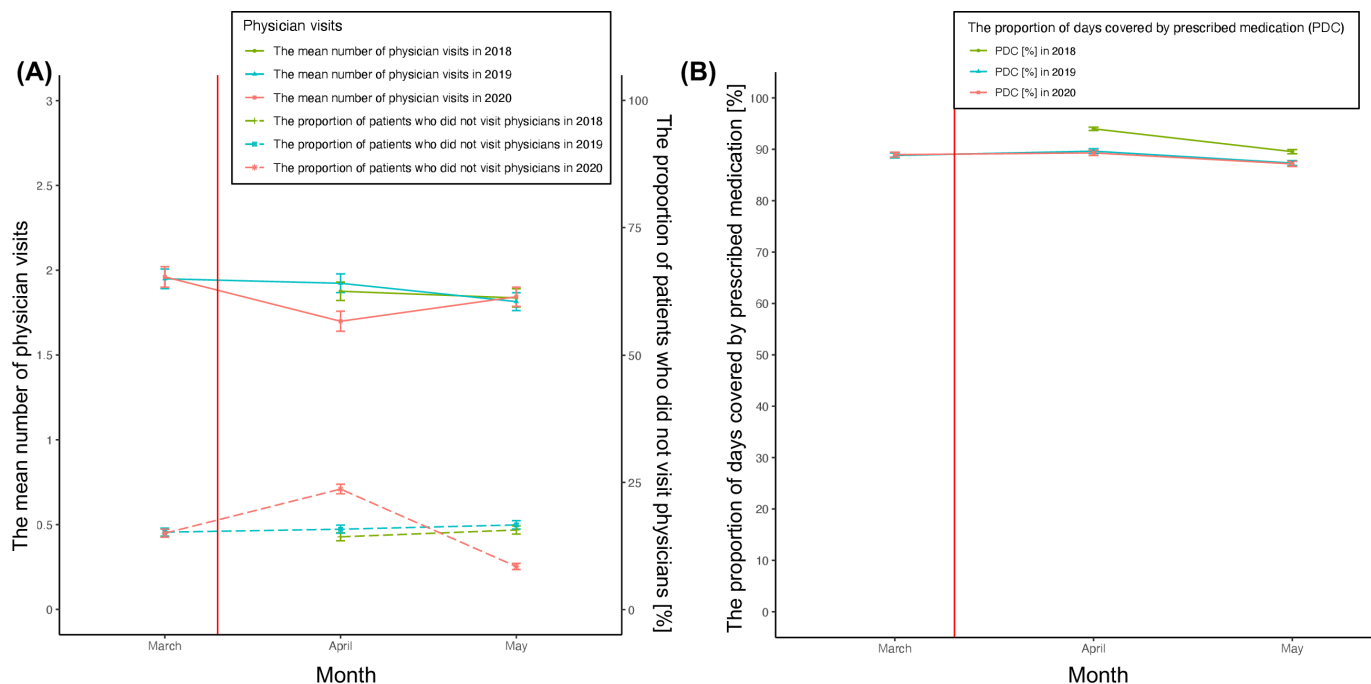 (A)
Physician visits
The mean number of physician visits in 2018
The mean number of physician visits in 2019
The mean number of physician visits in 2020
The proportion of patients who did not visit physicians in 2018
The proportion of patients who did not visit physicians in 2019
The proportion of patients who did not visit physicians in 2020
The mean number of physician visits
3
2.5
2
1.5
1
0.5
0
100
75
50
25
0
The proportion of patients who did not visit physicians [%]
March
April
May
Month
(B)
The proportion of days covered by prescribed medication (PDC)
PDC [%] in 2018
PDC [%] in 2019
PDC [%] in 2020
The proportion of days covered by prescribed medication [%]
100
90
80
70
60
50
40
30
20
10
0
March
April
May
Month